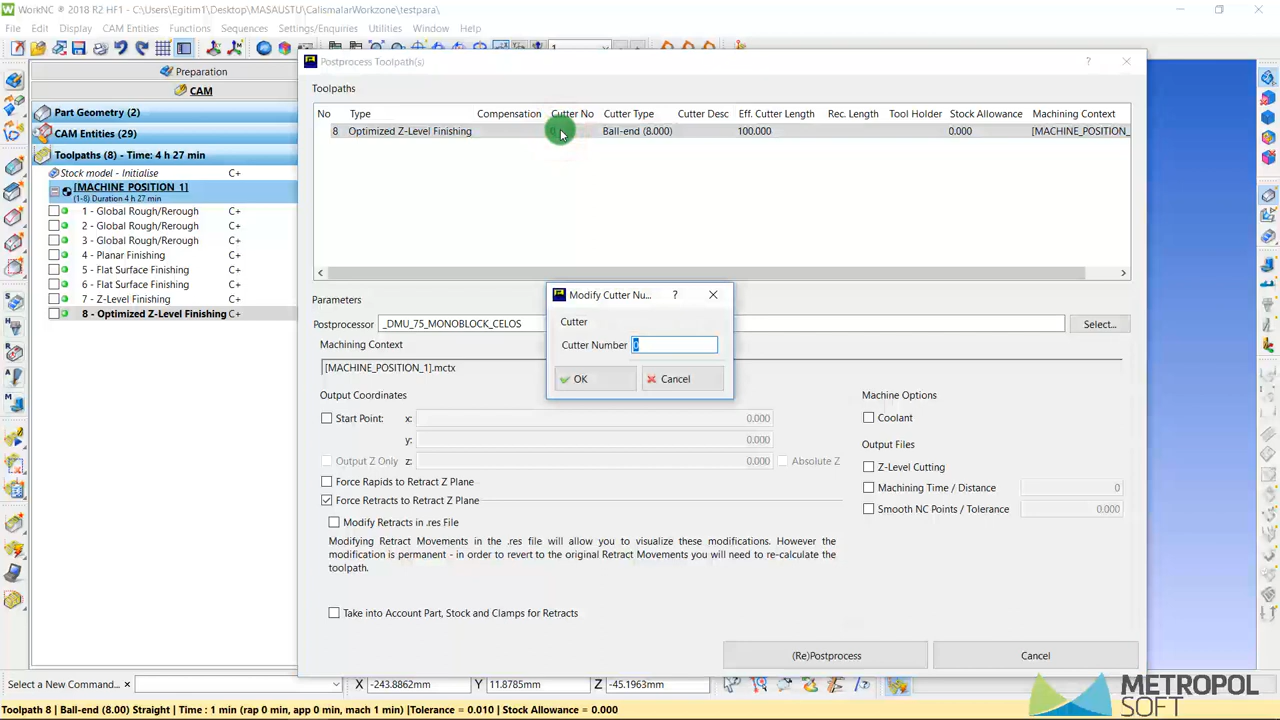 WorkNC ® 2018 R2 HF1 - C:\Users\Egitim1\Desktop\MASAUSTU\CalismalarWorkzone\testpara\
File Edit Display CAM Entities Functions Sequences Settings/Enquiries Utilities Window Help
Preparation
CAM
Part Geometry (2)
CAM Entities (29)
Toolpaths (8) - Time: 4 h 27 min
Stock model - Initialise C+
[MACHINE_POSITION_1]
(1-8) Duration 4 h 27 min
1 - Global Rough/Rerough C+
2 - Global Rough/Rerough C+
3 - Global Rough/Rerough C+
4 - Planar Finishing C+
5 - Flat Surface Finishing C+
6 - Flat Surface Finishing C+
7 - Z-Level Finishing C+
8 - Optimized Z-Level Finishing C+
Postprocess Toolpath(s) ?
Toolpaths
No Type Compensation Cutter No Cutter Type Cutter Desc Eff. Cutter Length Rec. Length Tool Holder Stock Allowance Machining Context
8 Optimized Z-Level Finishing 0 Ball-end (8.000) 100.000 0.000 [MACHINE_POSITION_
Parameters
Postprocessor _DMU_75_MONOBLOCK_CELOS Select...
Machining Context
[MACHINE_POSITION_1].mctx
Modify Cutter Nu... ?
Cutter
Cutter Number 0
OK Cancel
Output Coordinates
Start Point: x: 0.000
y: 0.000
Output Z Only z: 0.000 Absolute Z
Force Rapids to Retract Z Plane
Force Retracts to Retract Z Plane
Modify Retracts in .res File
Modifying Retract Movements in the .res file will allow you to visualize these modifications. However the
modification is permanent - in order to revert to the original Retract Movements you will need to re-calculate the
toolpath.
Take into Account Part, Stock and Clamps for Retracts
Machine Options
Coolant
Output Files
Z-Level Cutting
Machining Time / Distance 0
Smooth NC Points / Tolerance 0.000
(Re)Postprocess Cancel
Select a New Command... X -243.8862mm Y 11.8785mm Z -45.1963mm
Toolpath 8 | Ball-end (8.00) Straight | Time : 1 min (rap 0 min, app 0 min, mach 1 min) |Tolerance = 0.010 | Stock Allowance = 0.000
METROPOL
SOFT